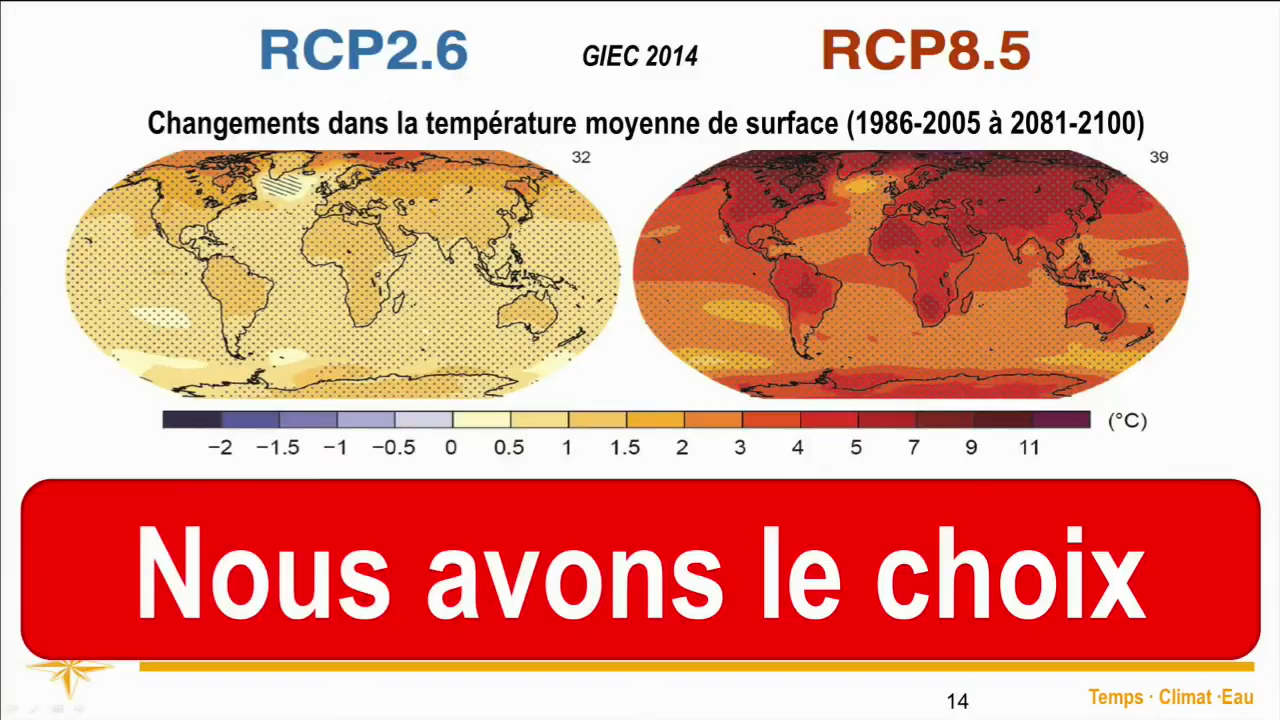 RCP2.6 GIEC 2014 RCP8.5
Changements dans la température moyenne de surface (1986-2005 à 2081-2100)
32 39
−2 −1.5 −1 −0.5 0 0.5 1 1.5 2 3 4 5 7 9 11 (°C)
Nous avons le choix
14 Temps · Climat ·Eau